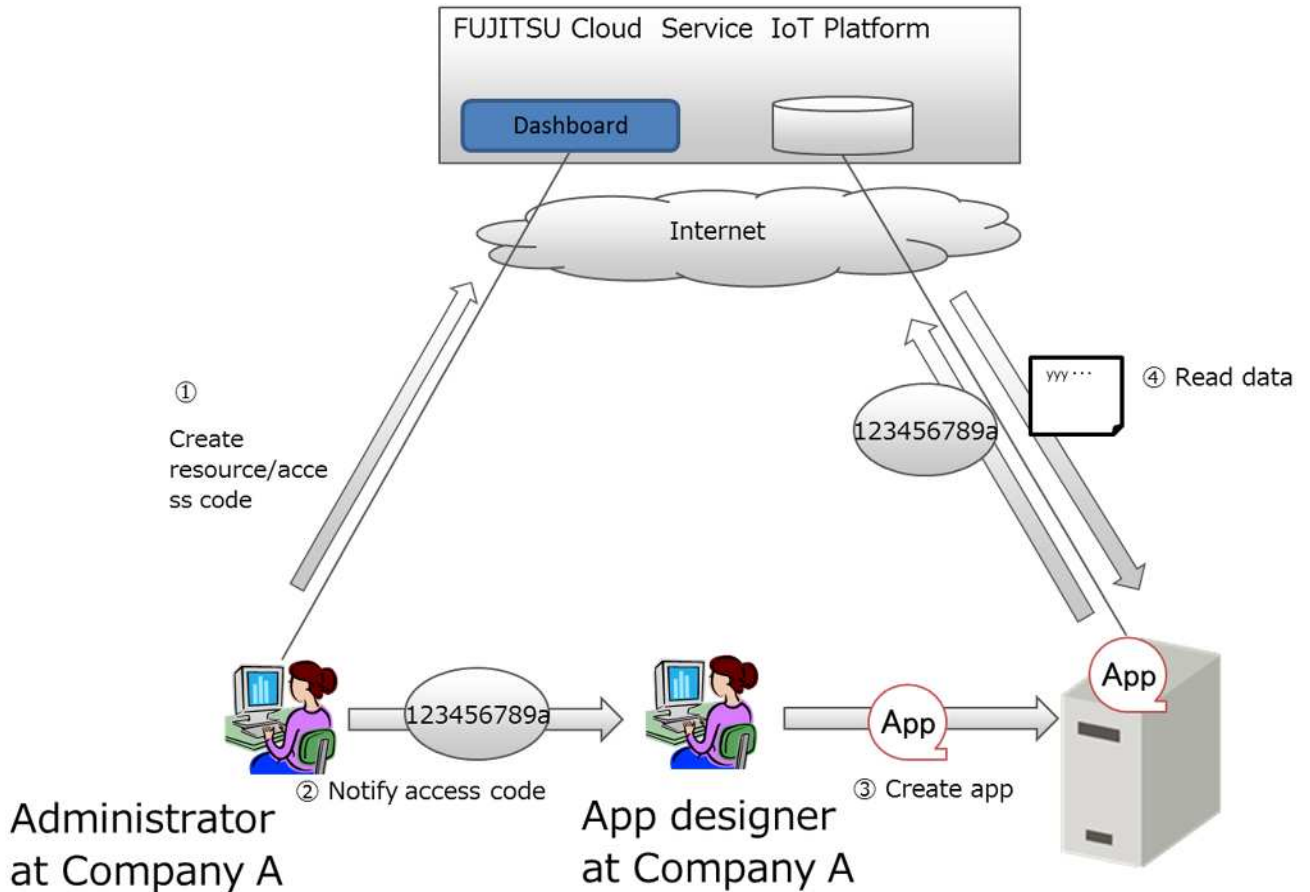 FUJITSU Cloud Service IoT Platform
Dashboard
Internet
①
Create
resource/acce
ss code
yyy ･･･
④ Read data
123456789a
App
123456789a
App
② Notify access code
③ Create app
Administrator
at Company A
App designer
at Company A